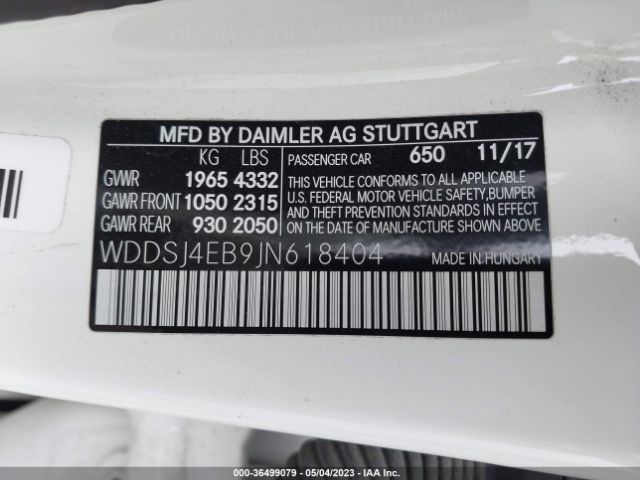 MFD BY DAIMLER AG STUTTGART
KG LBS
GVWR 1965 4332
GAWR FRONT 1050 2315
GAWR REAR 930 2050
PASSENGER CAR 650 11/17
THIS VEHICLE CONFORMS TO ALL APPLICABLE
U.S. FEDERAL MOTOR VEHICLE SAFETY, BUMPER
AND THEFT PREVENTION STANDARDS IN EFFECT
ON THE DATE OF MANUFACTURE SHOWN ABOVE
WDDSJ4EB9JN618404
MADE IN HUNGARY
000-36499079 - 05/04/2023 - IAA Inc.